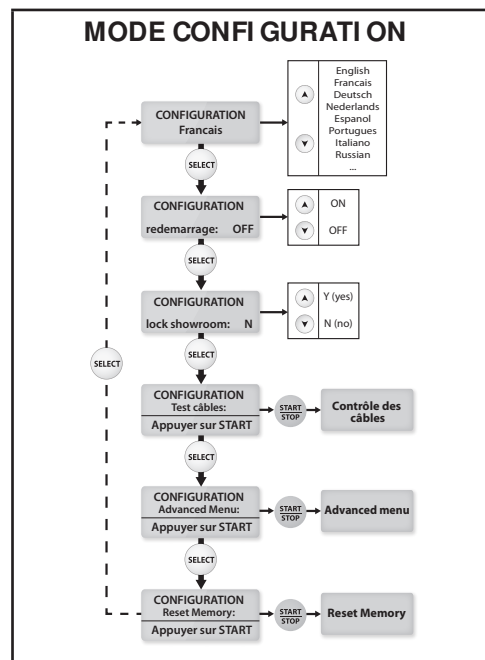 MODE CONFIGURATION
CONFIGURATION
Francais
English
Francais
Deutsch
Nederlands
Espanol
Portugues
Italiano
Russian
...
SELECT
CONFIGURATION
redemarrage: OFF
ON
OFF
SELECT
CONFIGURATION
lock showroom: N
Y (yes)
N (no)
SELECT
SELECT
CONFIGURATION
Test câbles:
Appuyer sur START
START
STOP
Contrôle des
câbles
SELECT
CONFIGURATION
Advanced Menu:
Appuyer sur START
START
STOP
Advanced menu
SELECT
CONFIGURATION
Reset Memory:
Appuyer sur START
START
STOP
Reset Memory